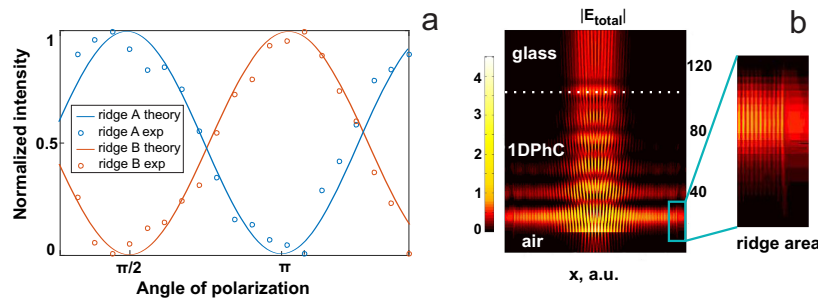 a
Normalized intensity
1
0.5
0
ridge A theory
ridge A exp
ridge B theory
ridge B exp
π/2
π
Angle of polarization
|E_total|
b
4
3
2
1
0
glass
1DPhC
air
120
80
40
x, a.u.
ridge area